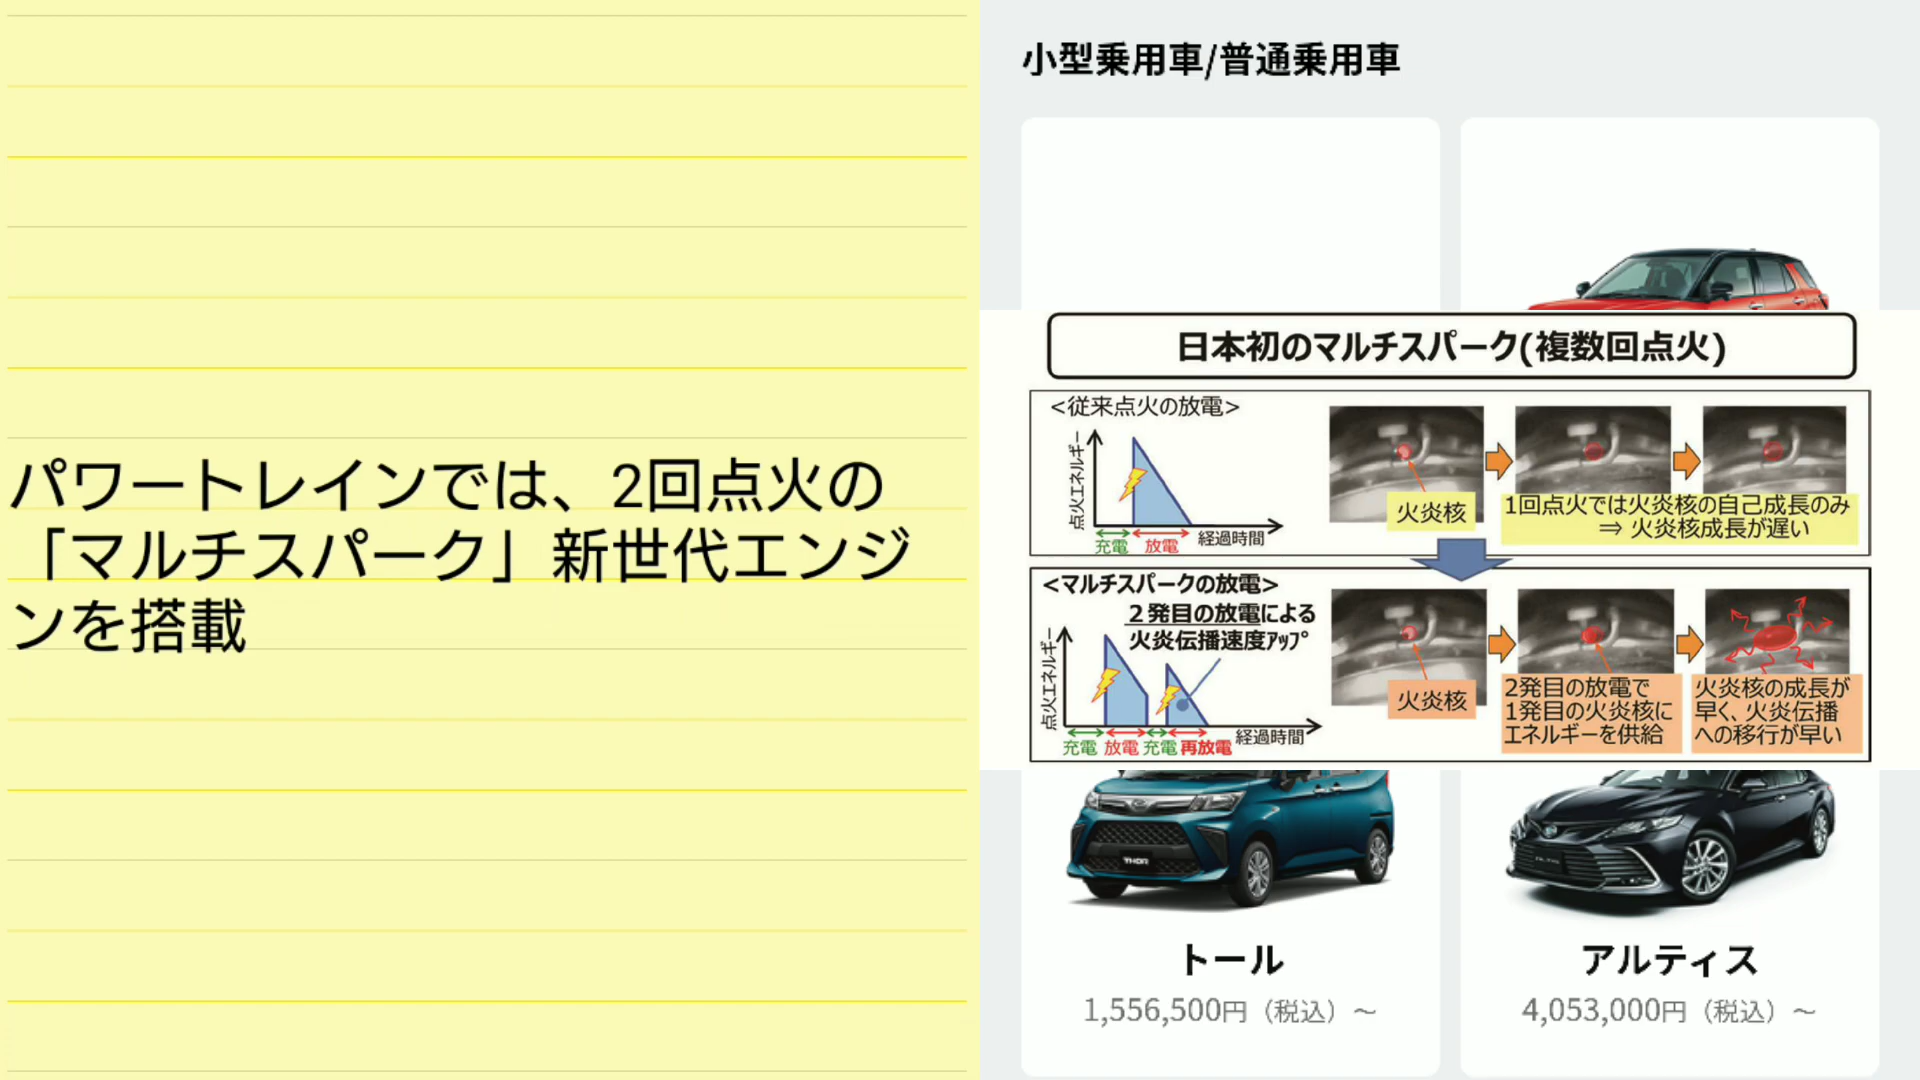 パワートレインでは、2回点火の
「マルチスパーク」新世代エンジ
ンを搭載
小型乗用車/普通乗用車
日本初のマルチスパーク(複数回点火)
<従来点火の放電>
点火エネルギー
充電
放電
経過時間
火炎核
1回点火では火炎核の自己成長のみ
⇒ 火炎核成長が遅い
<マルチスパークの放電>
２発目の放電による
火炎伝播速度ｱｯﾌﾟ
点火エネルギー
充電 放電 充電 再放電
経過時間
火炎核
2発目の放電で
1発目の火炎核に
エネルギーを供給
火炎核の成長が
早く、火炎伝播
への移行が早い
THOR
トール
1,556,500円（税込）～
アルティス
4,053,000円（税込）～